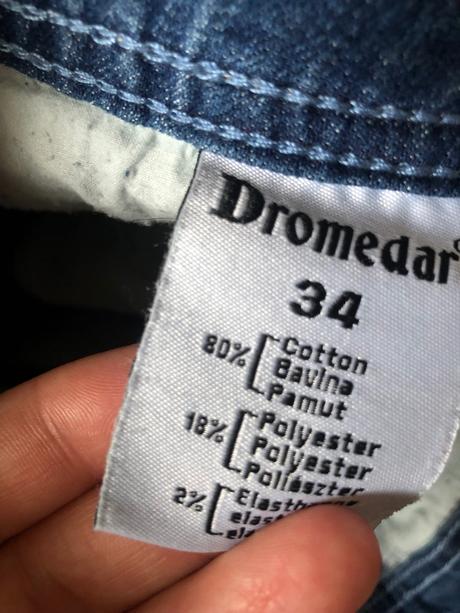 Dromedar
34
80% Cotton
Bavlna
Pamut
18% Polyester
Polyester
Poliészter
2%